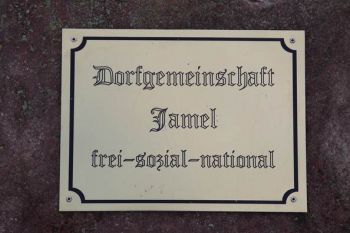 Dorfgemeinschaft
Jamel
frei-sozial-national